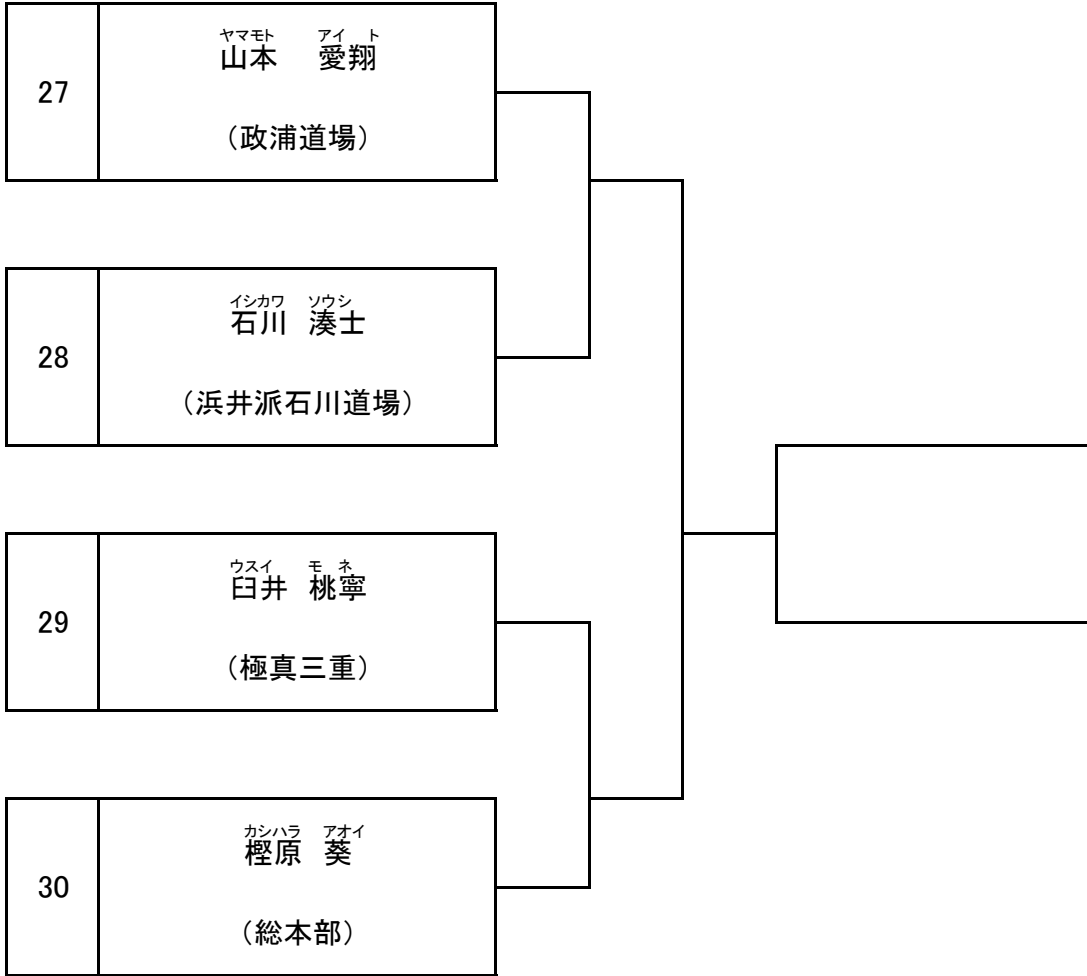 ヤマモト アイ ト
27 山本 愛翔
(政浦道場)
イシカワ ソウシ
28 石川 湊士
(浜井派石川道場)
ウスイ モ ネ
29 臼井 桃寧
(極真三重)
カシハラ アオイ
30 樫原 葵
(総本部)